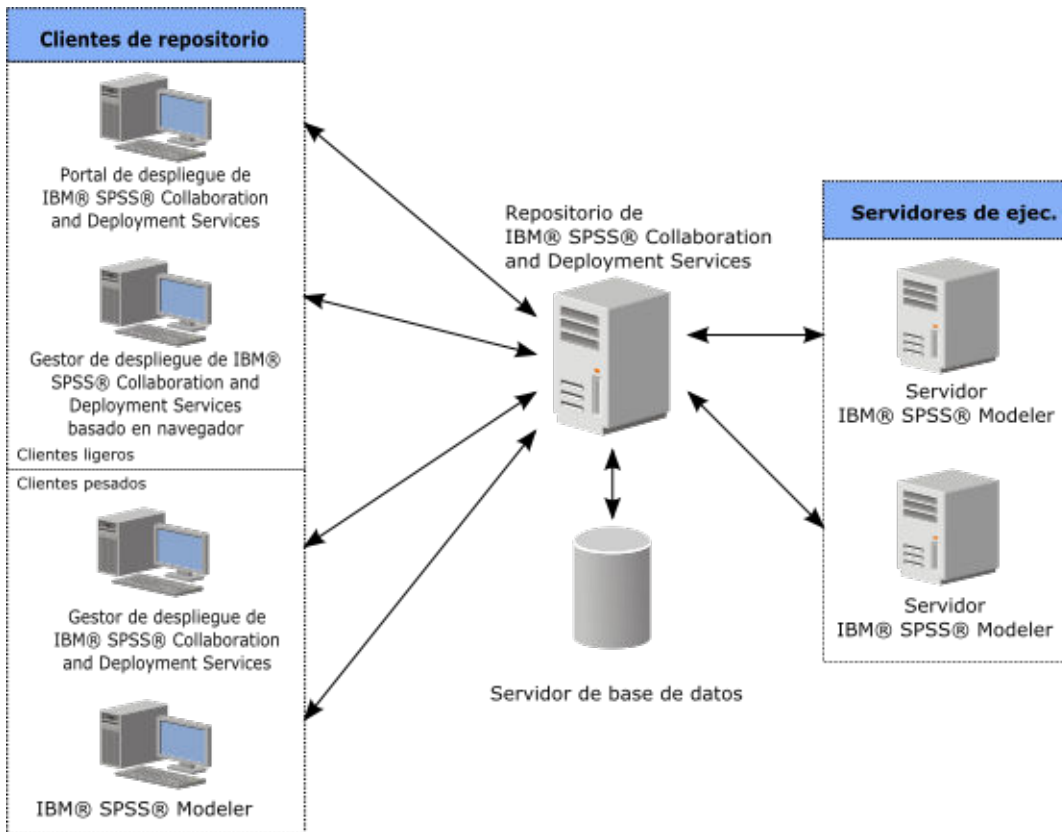 Clientes de repositorio
Portal de despliegue de
IBM® SPSS® Collaboration
and Deployment Services
Gestor de despliegue de IBM®
SPSS® Collaboration and
Deployment Services
basado en navegador
Clientes ligeros
Clientes pesados
Gestor de despliegue de
IBM® SPSS® Collaboration
and Deployment Services
IBM® SPSS® Modeler
Repositorio de
IBM® SPSS® Collaboration
and Deployment Services
Servidor de base de datos
Servidores de ejec.
Servidor
IBM® SPSS® Modeler
Servidor
IBM® SPSS® Modeler